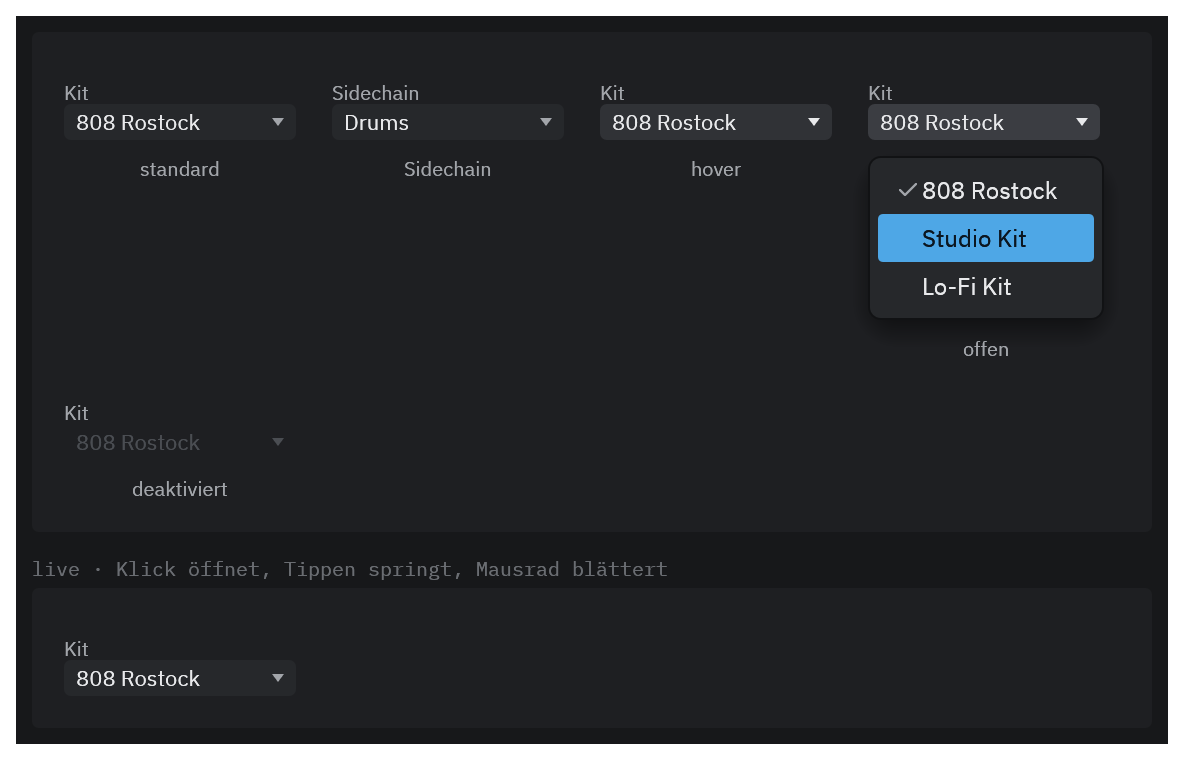 Kit
808 Rostock
standard
Sidechain
Drums
Sidechain
Kit
808 Rostock
hover
Kit
808 Rostock
808 Rostock
Studio Kit
Lo-Fi Kit
offen
Kit
808 Rostock
deaktiviert
live · Klick öffnet, Tippen springt, Mausrad blättert
Kit
808 Rostock